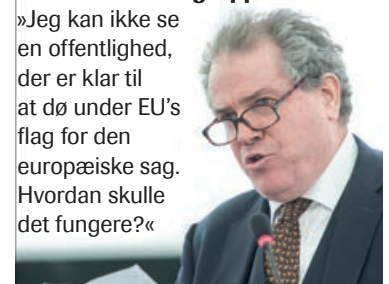 »Jeg kan ikke se
en offentlighed,
der er klar til
at dø under EU's
flag for den
europæiske sag.
Hvordan skulle
det fungere?«